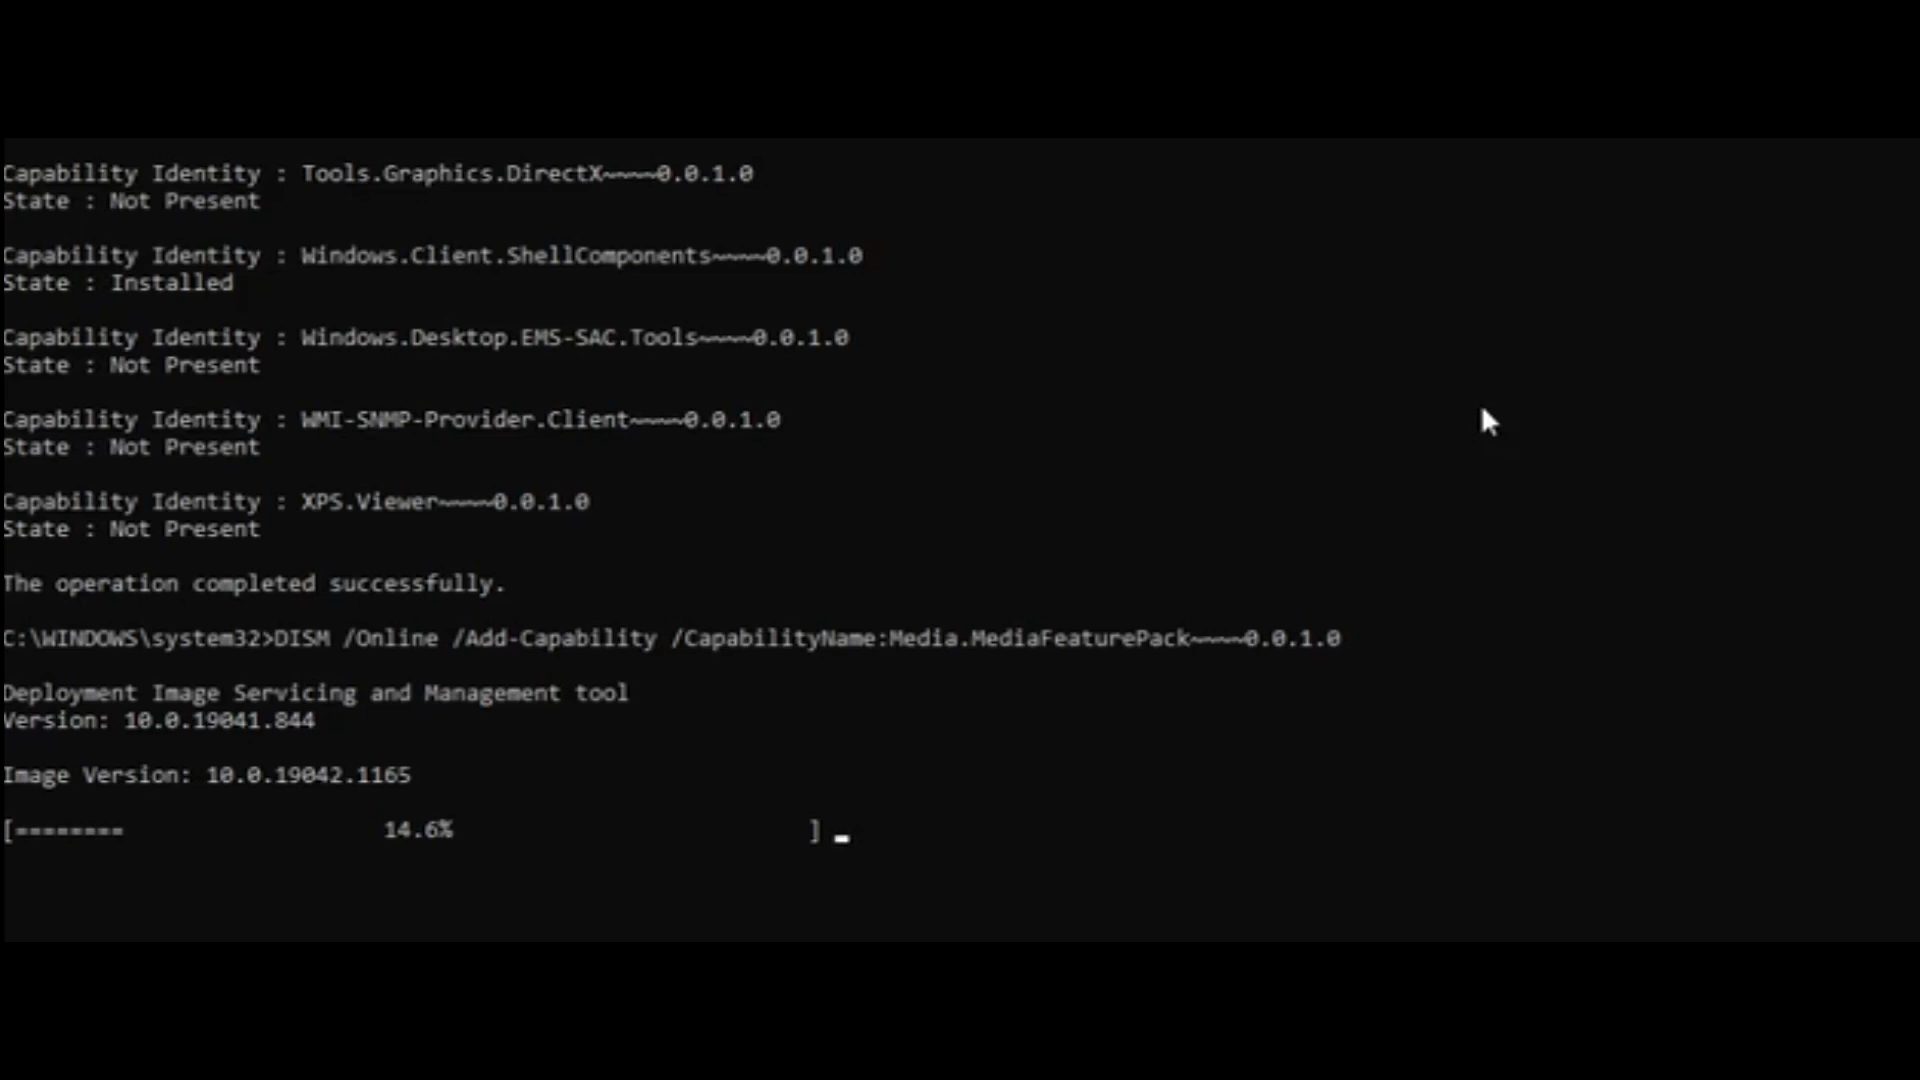 Capability Identity : Tools.Graphics.DirectX~~~~0.0.1.0
State : Not Present
Capability Identity : Windows.Client.ShellComponents~~~~0.0.1.0
State : Installed
Capability Identity : Windows.Desktop.EMS-SAC.Tools~~~~0.0.1.0
State : Not Present
Capability Identity : WMI-SNMP-Provider.Client~~~~0.0.1.0
State : Not Present
Capability Identity : XPS.Viewer~~~~0.0.1.0
State : Not Present
The operation completed successfully.
C:\WINDOWS\system32>DISM /Online /Add-Capability /CapabilityName:Media.MediaFeaturePack~~~~0.0.1.0
Deployment Image Servicing and Management tool
Version: 10.0.19041.844
Image Version: 10.0.19042.1165
[======== 14.6% ] _